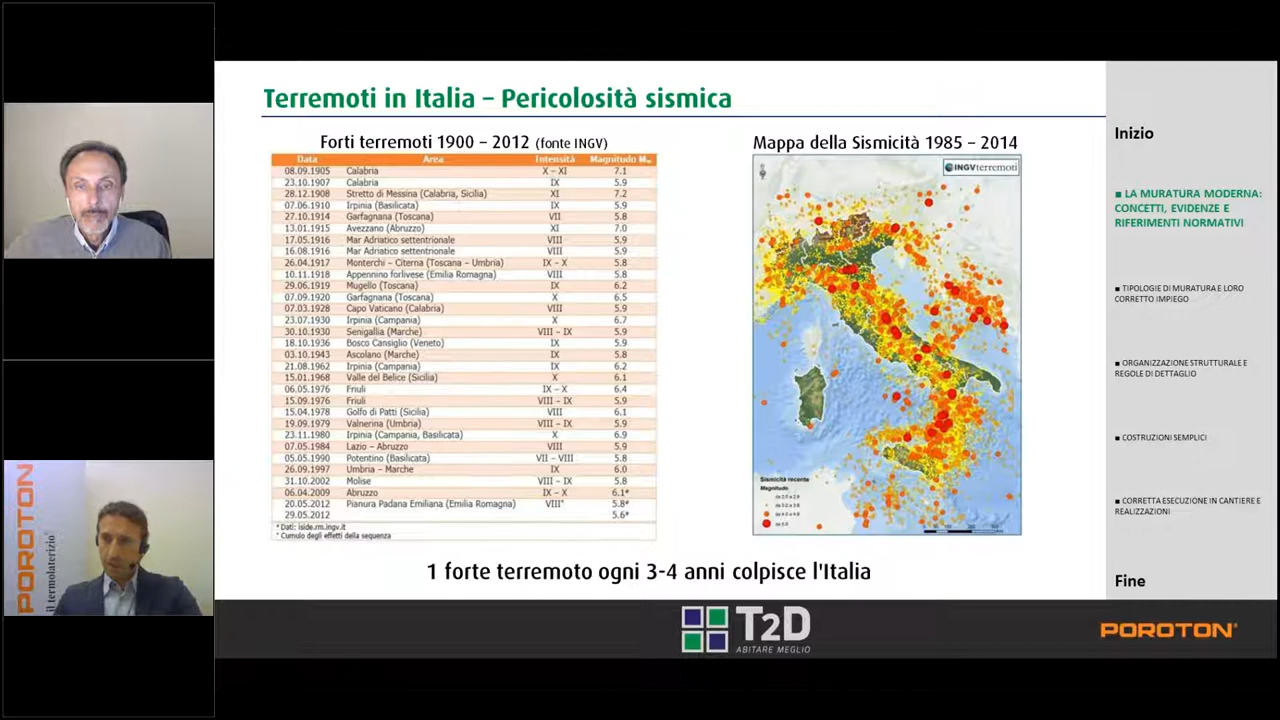 Terremoti in Italia – Pericolosità sismica
Forti terremoti 1900 – 2012 (fonte INGV)
Data Area Intensità Magnitudo Mw
08.09.1905 Calabria X – XI 7.1
23.10.1907 Calabria IX 5.9
28.12.1908 Stretto di Messina (Calabria, Sicilia) XI 7.2
07.06.1910 Irpinia (Basilicata) IX 5.9
27.10.1914 Garfagnana (Toscana) VII 5.8
13.01.1915 Avezzano (Abruzzo) XI 7.0
17.05.1916 Mar Adriatico settentrionale VIII 5.9
16.08.1916 Mar Adriatico settentrionale VIII 5.9
26.04.1917 Monterchi – Citerna (Toscana – Umbria) IX – X 5.8
10.11.1918 Appennino forlivese (Emilia Romagna) VIII 5.8
29.06.1919 Mugello (Toscana) IX 6.2
07.09.1920 Garfagnana (Toscana) X 6.5
07.03.1928 Capo Vaticano (Calabria) VIII 5.9
23.07.1930 Irpinia (Campania) X 6.7
30.10.1930 Senigallia (Marche) VIII – IX 5.9
18.10.1936 Bosco Cansiglio (Veneto) IX 5.9
03.10.1943 Ascolano (Marche) IX 5.8
21.08.1962 Irpinia (Campania) IX 6.2
15.01.1968 Valle del Belice (Sicilia) X 6.1
06.05.1976 Friuli IX – X 6.4
15.09.1976 Friuli VIII – IX 5.9
15.04.1978 Golfo di Patti (Sicilia) VIII 6.1
19.09.1979 Valnerina (Umbria) VIII – IX 5.9
23.11.1980 Irpinia (Campania, Basilicata) X 6.9
07.05.1984 Lazio – Abruzzo VIII 5.9
05.05.1990 Potentino (Basilicata) VII – VIII 5.8
26.09.1997 Umbria – Marche IX 6.0
31.10.2002 Molise VIII – IX 5.8
06.04.2009 Abruzzo IX – X 6.1*
20.05.2012 Pianura Padana Emiliana (Emilia Romagna) VIII° 5.8*
29.05.2012 5.6*
* Dati: iside.rm.ingv.it
° Cumulo degli effetti della sequenza
Mappa della Sismicità 1985 – 2014
INGVterremoti
Sismicità recente
Magnitudo
1 forte terremoto ogni 3-4 anni colpisce l'Italia
Inizio
■ LA MURATURA MODERNA:
CONCETTI, EVIDENZE E
RIFERIMENTI NORMATIVI
■ TIPOLOGIE DI MURATURA E LORO
CORRETTO IMPIEGO
■ ORGANIZZAZIONE STRUTTURALE E
REGOLE DI DETTAGLIO
■ COSTRUZIONI SEMPLICI
■ CORRETTA ESECUZIONE IN CANTIERE E
REALIZZAZIONI
Fine
T2D
ABITARE MEGLIO
POROTON®
POROTON
il termolaterizio